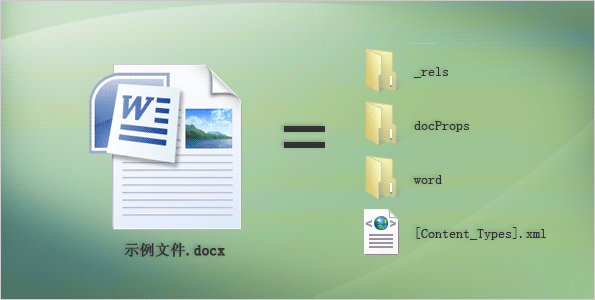 W
示例文件.docx
=
_rels
docProps
word
<>
[Content_Types].xml